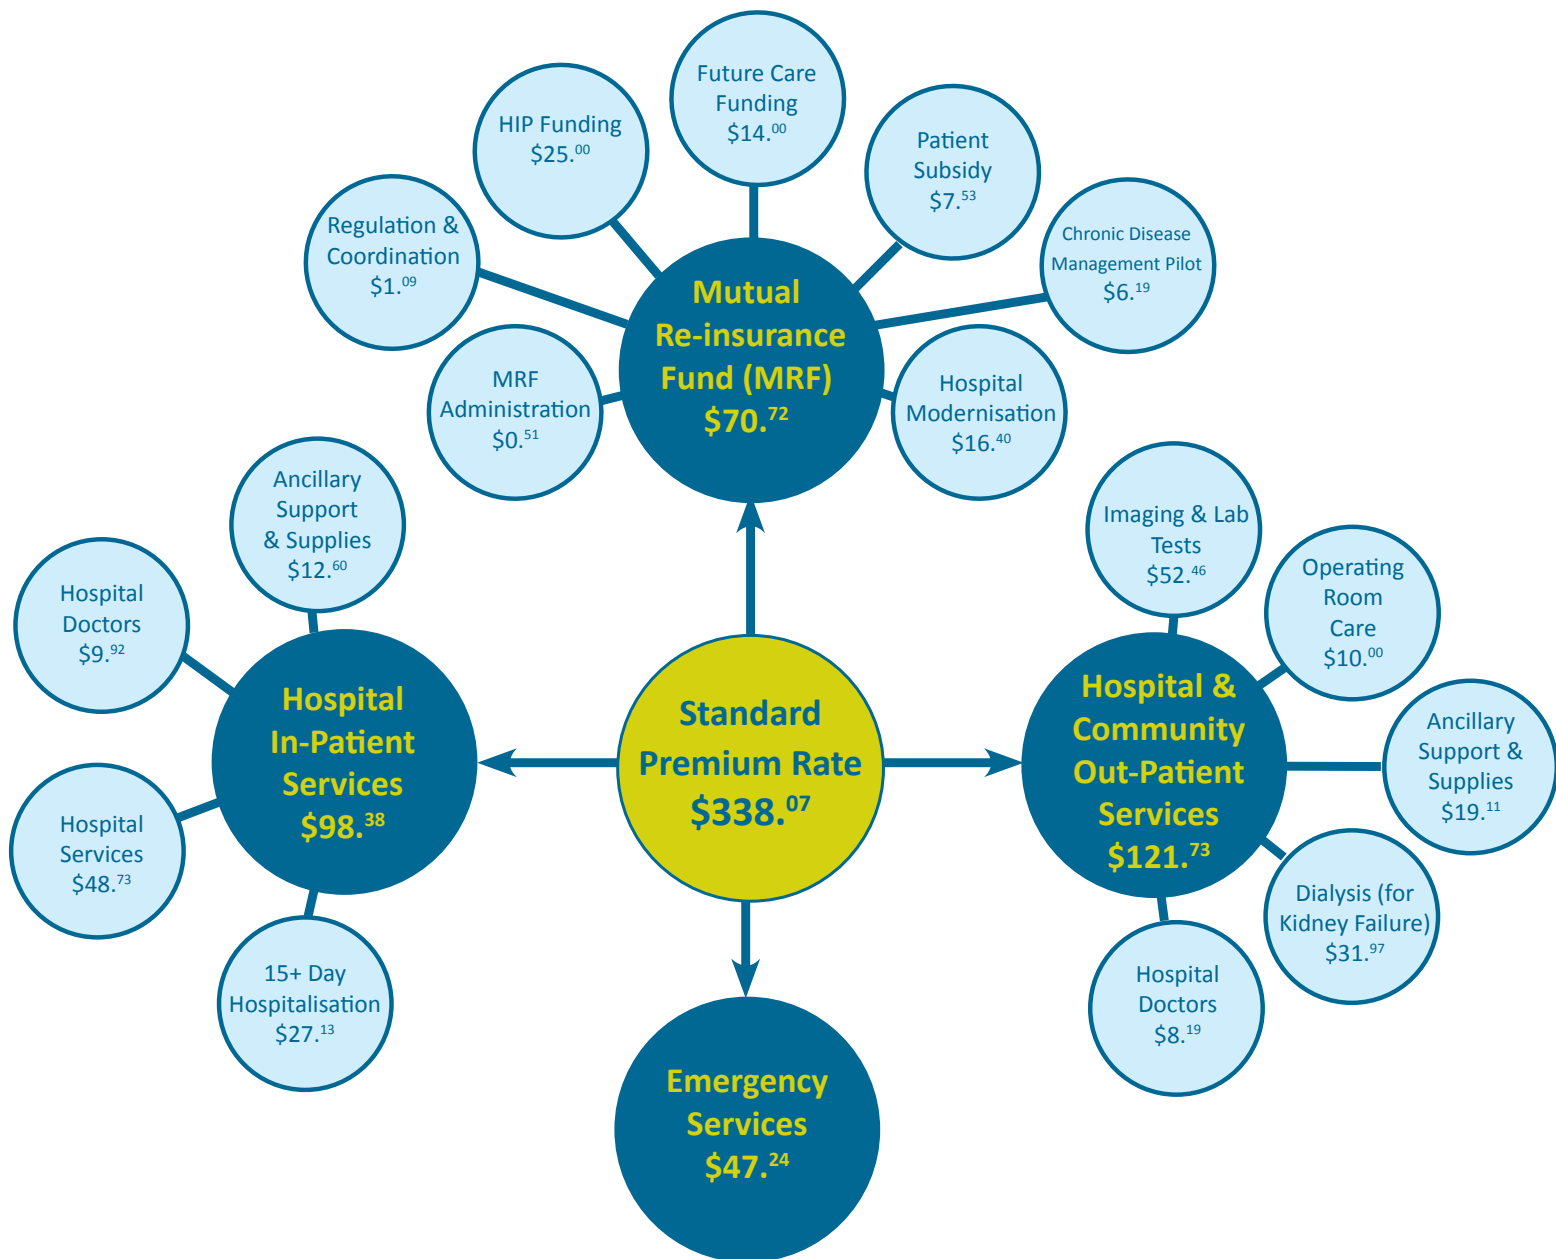 Future Care
Funding
$14.00
HIP Funding
$25.00
Patient
Subsidy
$7.53
Regulation &
Coordination
$1.09
Chronic Disease
Management Pilot
$6.19
Mutual
Re-insurance
Fund (MRF)
$70.72
MRF
Administration
$0.51
Hospital
Modernisation
$16.40
Ancillary
Support
& Supplies
$12.60
Hospital
Doctors
$9.92
Hospital
In-Patient
Services
$98.38
Hospital
Services
$48.73
15+ Day
Hospitalisation
$27.13
Standard
Premium Rate
$338.07
Imaging & Lab
Tests
$52.46
Operating
Room
Care
$10.00
Hospital &
Community
Out-Patient
Services
$121.73
Ancillary
Support &
Supplies
$19.11
Dialysis (for
Kidney Failure)
$31.97
Hospital
Doctors
$8.19
Emergency
Services
$47.24